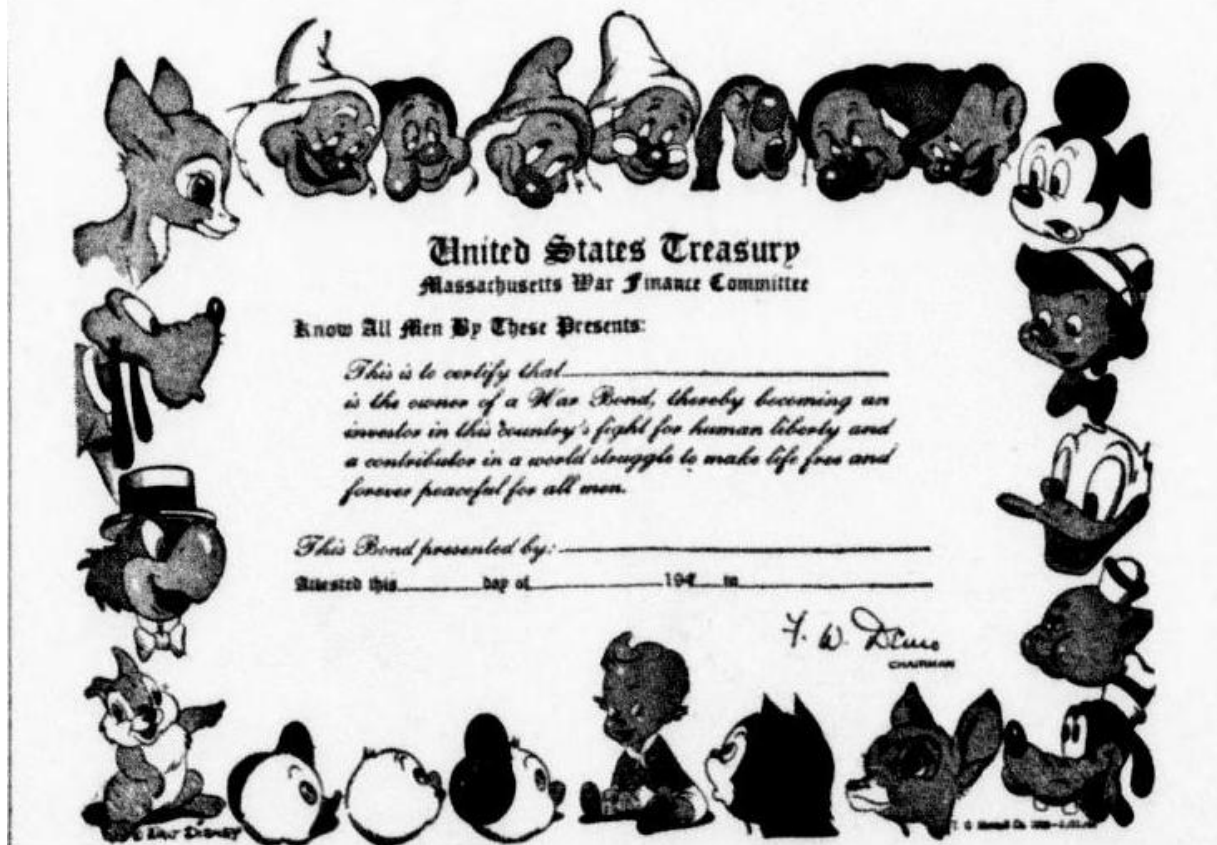 United States Treasury
Massachusetts War Finance Committee
Know All Men By These Presents:
This is to certify that
is the owner of a War Bond, thereby becoming an
investor in this country's fight for human liberty and
a contributor in a world struggle to make life free and
forever peaceful for all men.
This Bond presented by:
Attested this day of 194 to
CHAIRMAN
WALT DISNEY